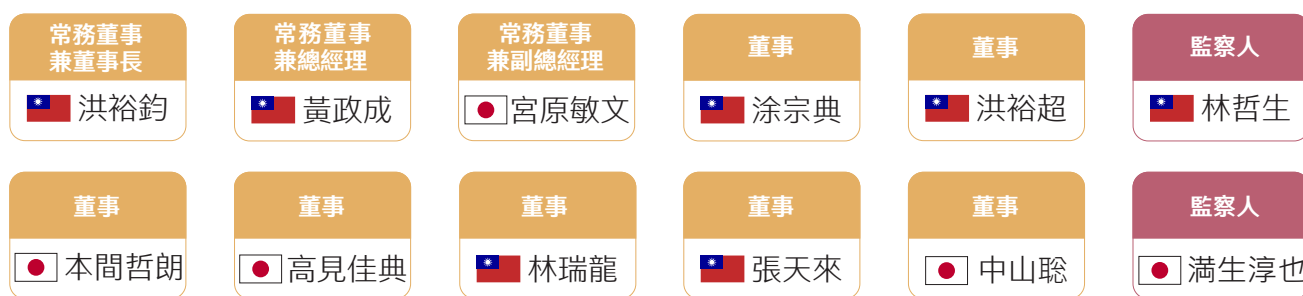 常務董事
兼董事長
洪裕鈞
常務董事
兼總經理
黃政成
常務董事
兼副總經理
宮原敏文
董事
涂宗典
董事
洪裕超
監察人
林哲生
董事
本間哲朗
董事
高見佳典
董事
林瑞龍
董事
張天來
董事
中山聡
監察人
満生淳也